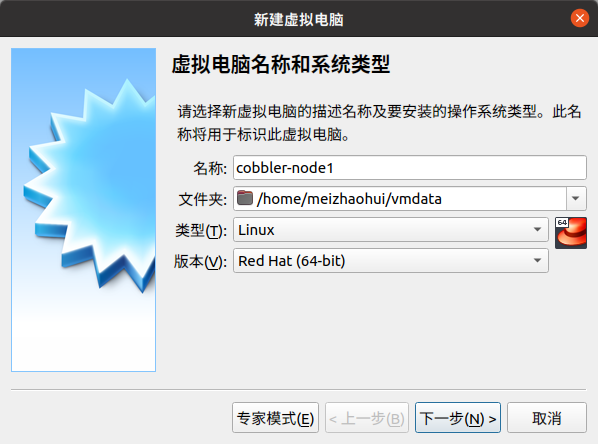 新建虚拟电脑
虚拟电脑名称和系统类型
请选择新虚拟电脑的描述名称及要安装的操作系统类型。此名
称将用于标识此虚拟电脑。
名称: cobbler-node1
文件夹: /home/meizhaohui/vmdata
类型(T): Linux
64
版本(V): Red Hat (64-bit)
专家模式(E) < 上一步(B) 下一步(N) > 取消